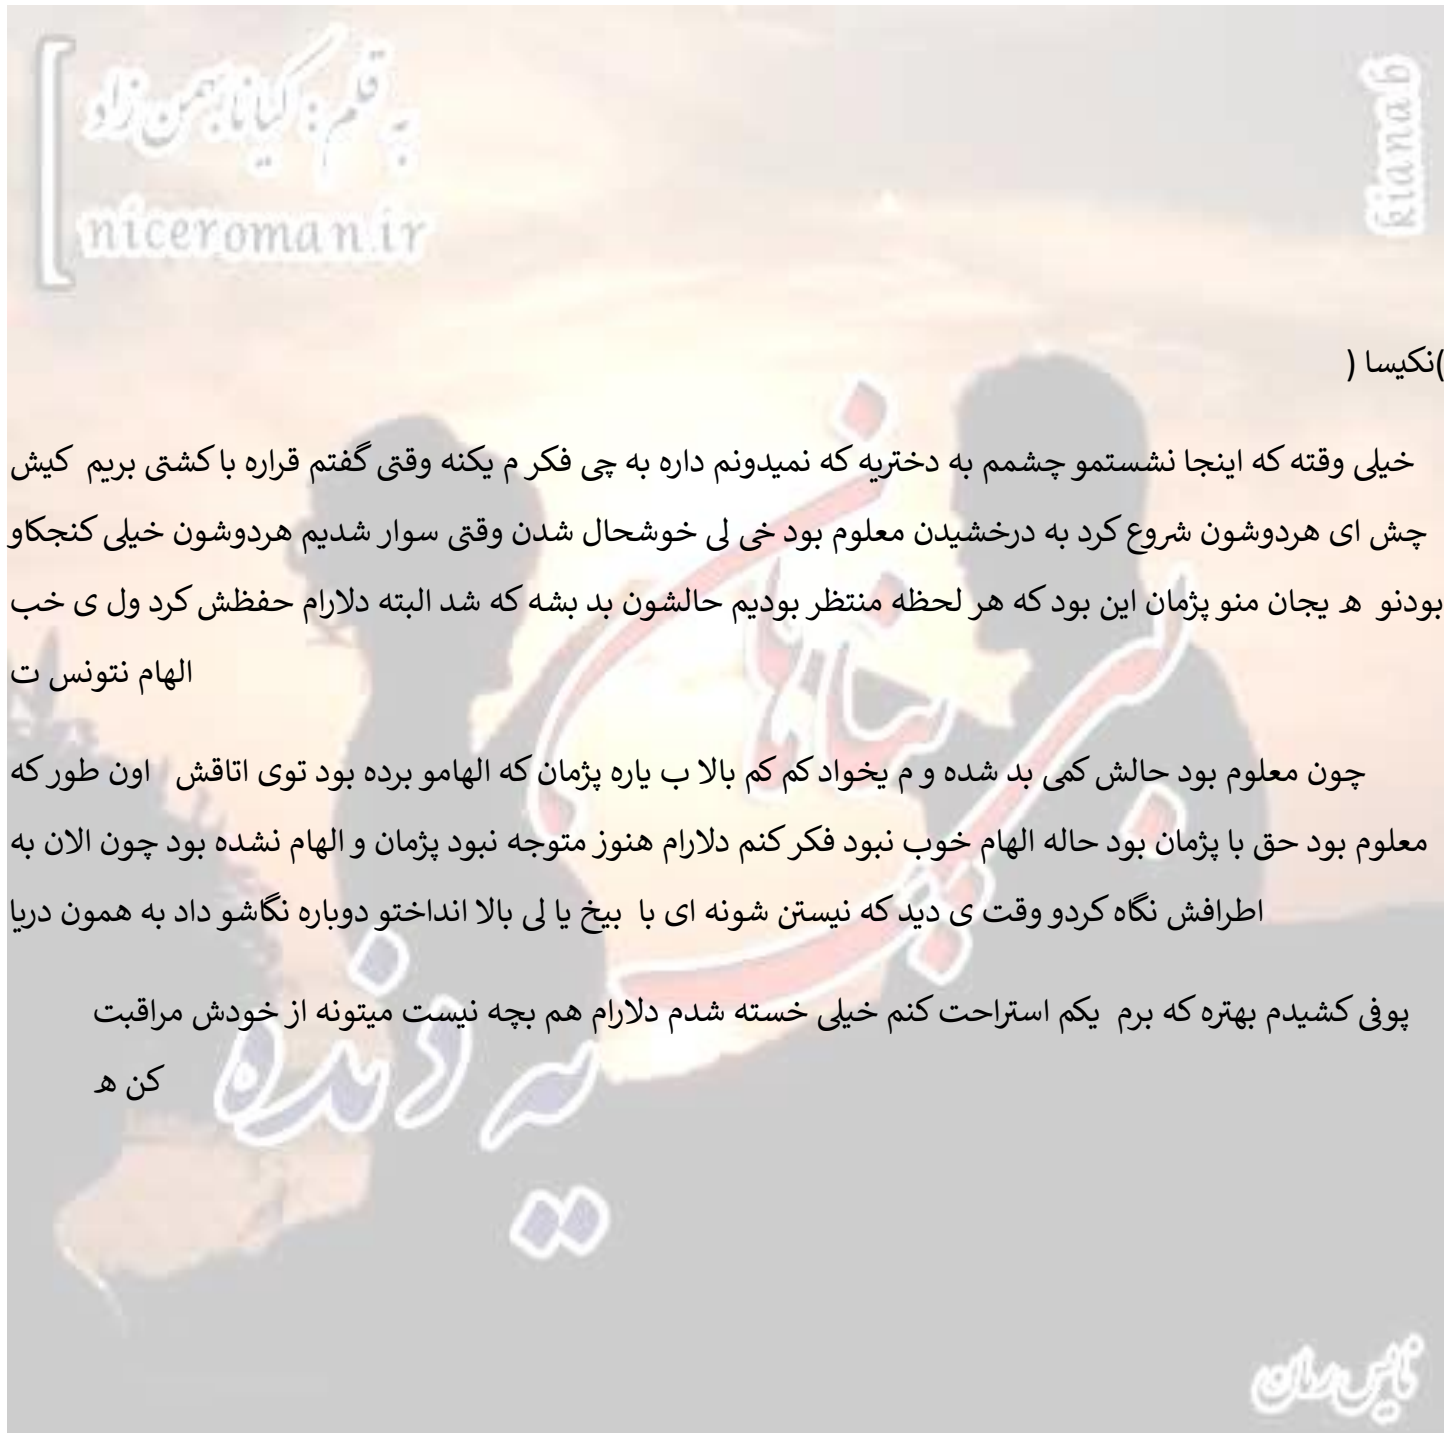 به قلم: کیانا بهمن زاد
niceroman.ir
kianab
)نکیسا (
خیلی وقته که اینجا نشستمو چشمم به دختریه که نمیدونم داره به چی فکر م یکنه وقتی گفتم قراره با کشتی بریم کیش
چش ای هردوشون شروع کرد به درخشیدن معلوم بود خی لی خوشحال شدن وقتی سوار شدیم هردوشون خیلی کنجکاو
بودنو ه یجان منو پژمان این بود که هر لحظه منتظر بودیم حالشون بد بشه که شد البته دلارام حفظش کرد ول ی خب
الهام نتونس ت
چون معلوم بود حالش کمی بد شده و م یخواد کم کم بالا ب یاره پژمان که الهامو برده بود توی اتاقش اون طور که
معلوم بود حق با پژمان بود حاله الهام خوب نبود فکر کنم دلارام هنوز متوجه نبود پژمان و الهام نشده بود چون الان به
اطرافش نگاه کردو وقت ی دید که نیستن شونه ای با بیخ یا لی بالا انداختو دوباره نگاشو داد به همون دریا
پوفی کشیدم بهتره که برم یکم استراحت کنم خیلی خسته شدم دلارام هم بچه نیست میتونه از خودش مراقبت
کن ه
پسر
یه دنده
نایس رمان